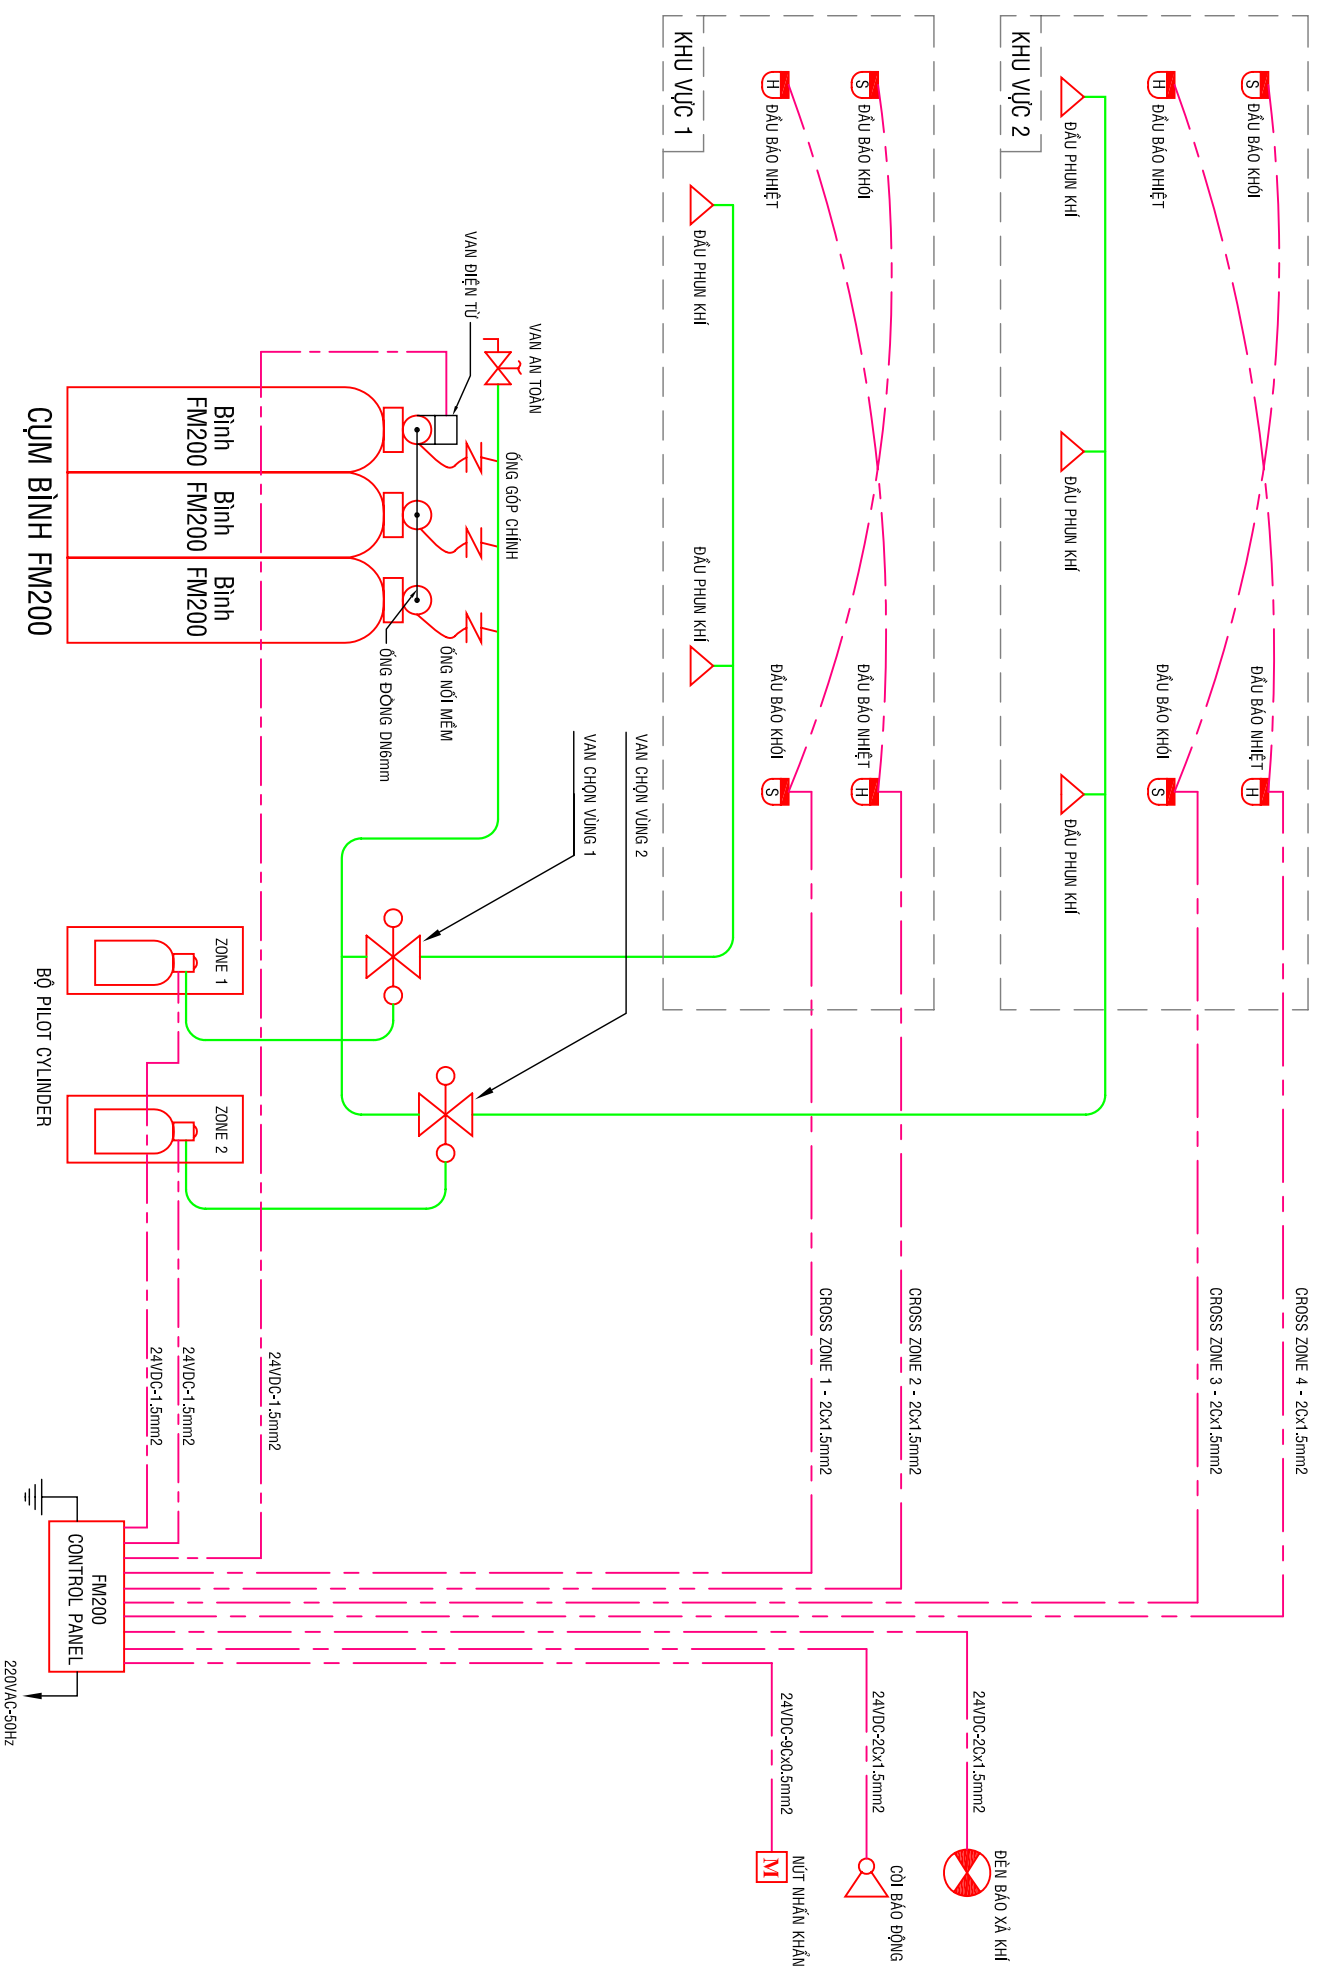 KHU VỰC 2
ĐẦU BÁO KHÓI
ĐẦU BÁO NHIỆT
ĐẦU PHUN KHÍ
ĐẦU PHUN KHÍ
ĐẦU PHUN KHÍ
ĐẦU BÁO NHIỆT
ĐẦU BÁO KHÓI
S
H
H
S
CROSS ZONE 4 - 2Cx1.5mm2
CROSS ZONE 3 - 2Cx1.5mm2
KHU VỰC 1
ĐẦU BÁO KHÓI
ĐẦU BÁO NHIỆT
ĐẦU PHUN KHÍ
ĐẦU PHUN KHÍ
ĐẦU BÁO NHIỆT
ĐẦU BÁO KHÓI
S
H
H
S
CROSS ZONE 2 - 2Cx1.5mm2
CROSS ZONE 1 - 2Cx1.5mm2
ĐÈN BÁO XẢ KHÍ
24VDC-2Cx1.5mm2
CÒI BÁO ĐỘNG
24VDC-2Cx1.5mm2
NÚT NHẤN KHẨN
M
24VDC-9Cx0.5mm2
VAN CHỌN VÙNG 2
VAN CHỌN VÙNG 1
VAN AN TOÀN
VAN ĐIỆN TỪ
ỐNG GÓP CHÍNH
ỐNG NỐI MỀM
ỐNG ĐỒNG DN6mm
Bình
FM200
Bình
FM200
Bình
FM200
CỤM BÌNH FM200
ZONE 1
ZONE 2
BỘ PILOT CYLINDER
24VDC-1.5mm2
24VDC-1.5mm2
24VDC-1.5mm2
FM200
CONTROL PANEL
220VAC-50Hz